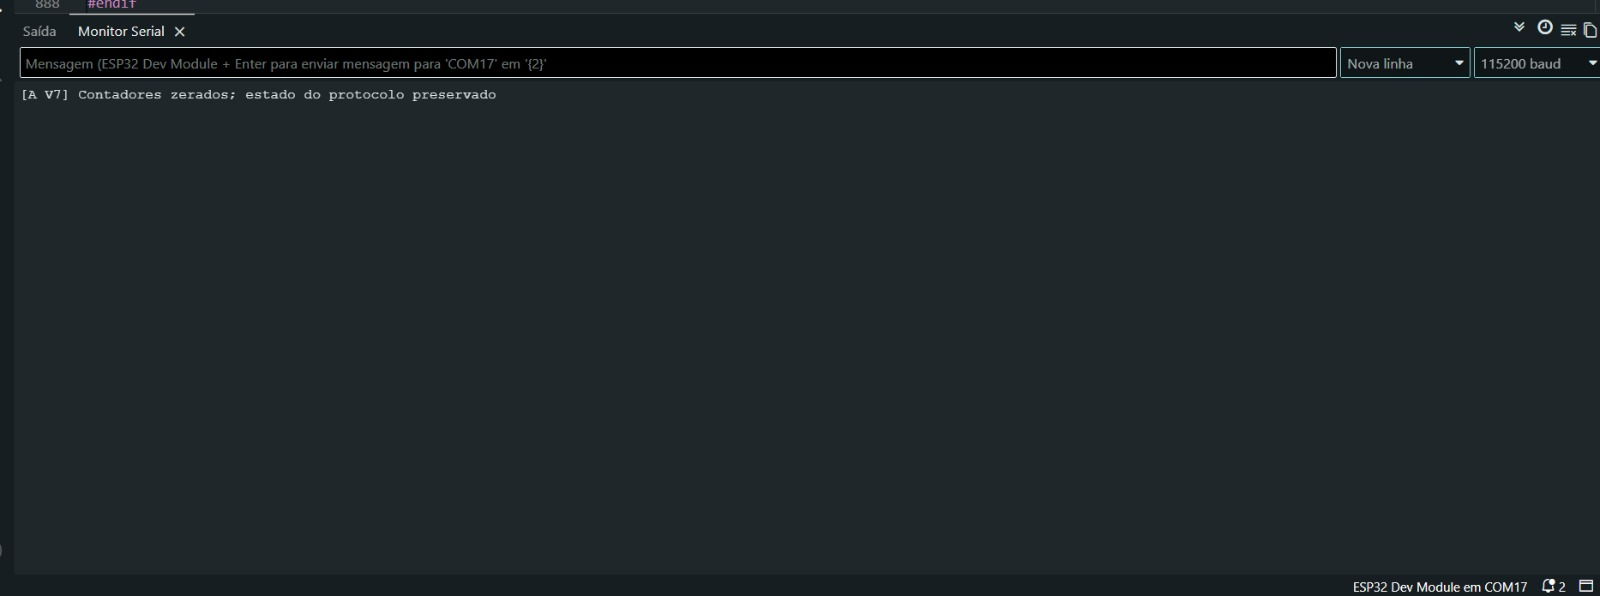 888 #endif
Saída Monitor Serial
Mensagem (ESP32 Dev Module + Enter para enviar mensagem para 'COM17' em '{2}' Nova linha 115200 baud
[A V7] Contadores zerados; estado do protocolo preservado
ESP32 Dev Module em COM17 2